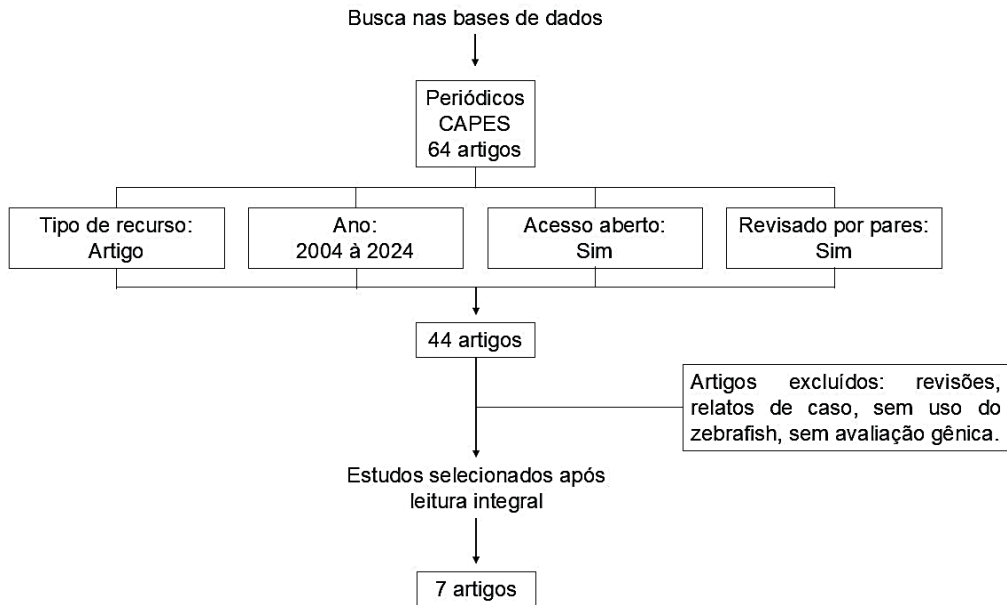 Busca nas bases de dados
Periódicos
CAPES
64 artigos
Tipo de recurso:
Artigo
Ano:
2004 à 2024
Acesso aberto:
Sim
Revisado por pares:
Sim
44 artigos
Artigos excluídos: revisões,
relatos de caso, sem uso do
zebrafish, sem avaliação gênica.
Estudos selecionados após
leitura integral
7 artigos